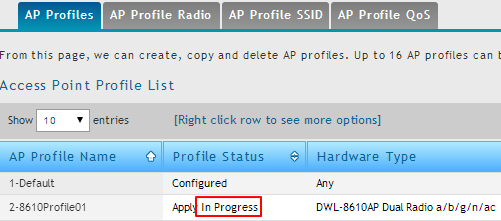 AP Profiles AP Profile Radio AP Profile SSID AP Profile QoS
From this page, we can create, copy and delete AP profiles. Up to 16 AP profiles can b
Access Point Profile List
Show 10 entries [Right click row to see more options]
AP Profile Name Profile Status Hardware Type
1-Default Configured Any
2-8610Profile01 Apply In Progress DWL-8610AP Dual Radio a/b/g/n/ac